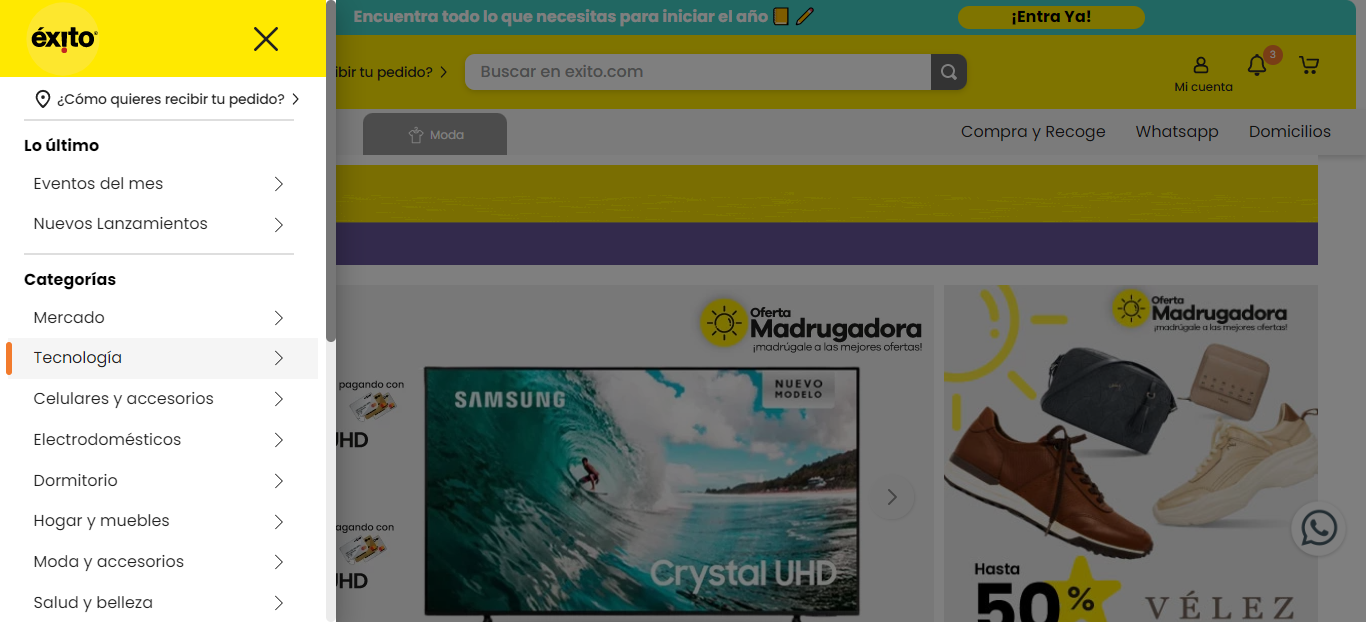 Encuentra todo lo que necesitas para iniciar el año
¡Entra Ya!
éxito
ibir tu pedido?
Buscar en exito.com
3
Mi cuenta
¿Cómo quieres recibir tu pedido?
Moda
Compra y Recoge
Whatsapp
Domicilios
Lo último
Eventos del mes
Nuevos Lanzamientos
Categorías
Mercado
Tecnología
Celulares y accesorios
Electrodomésticos
Dormitorio
Hogar y muebles
Moda y accesorios
Salud y belleza
Oferta
Madrugadora
¡madrúgale a las mejores ofertas!
pagando con
UHD
pagando con
UHD
SAMSUNG
NUEVO
MODELO
Crystal UHD
Oferta
Madrugadora
¡madrúgale a las mejores ofertas!
Hasta
50%
VÉLEZ